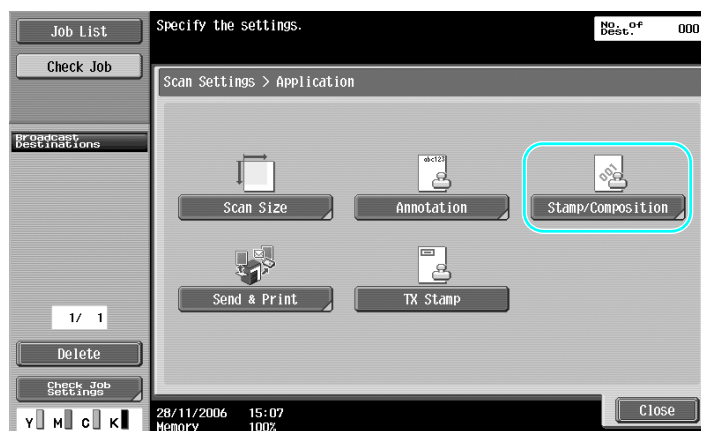 Job List
Check Job
Broadcast
Destinations
1/ 1
Delete
Check Job
Settings
Y M C K
Specify the settings.
No. of
Dest.
000
Scan Settings > Application
abc123
001
Scan Size
Annotation
Stamp/Composition
Send & Print
TX Stamp
Close
28/11/2006 15:07
Memory 100%